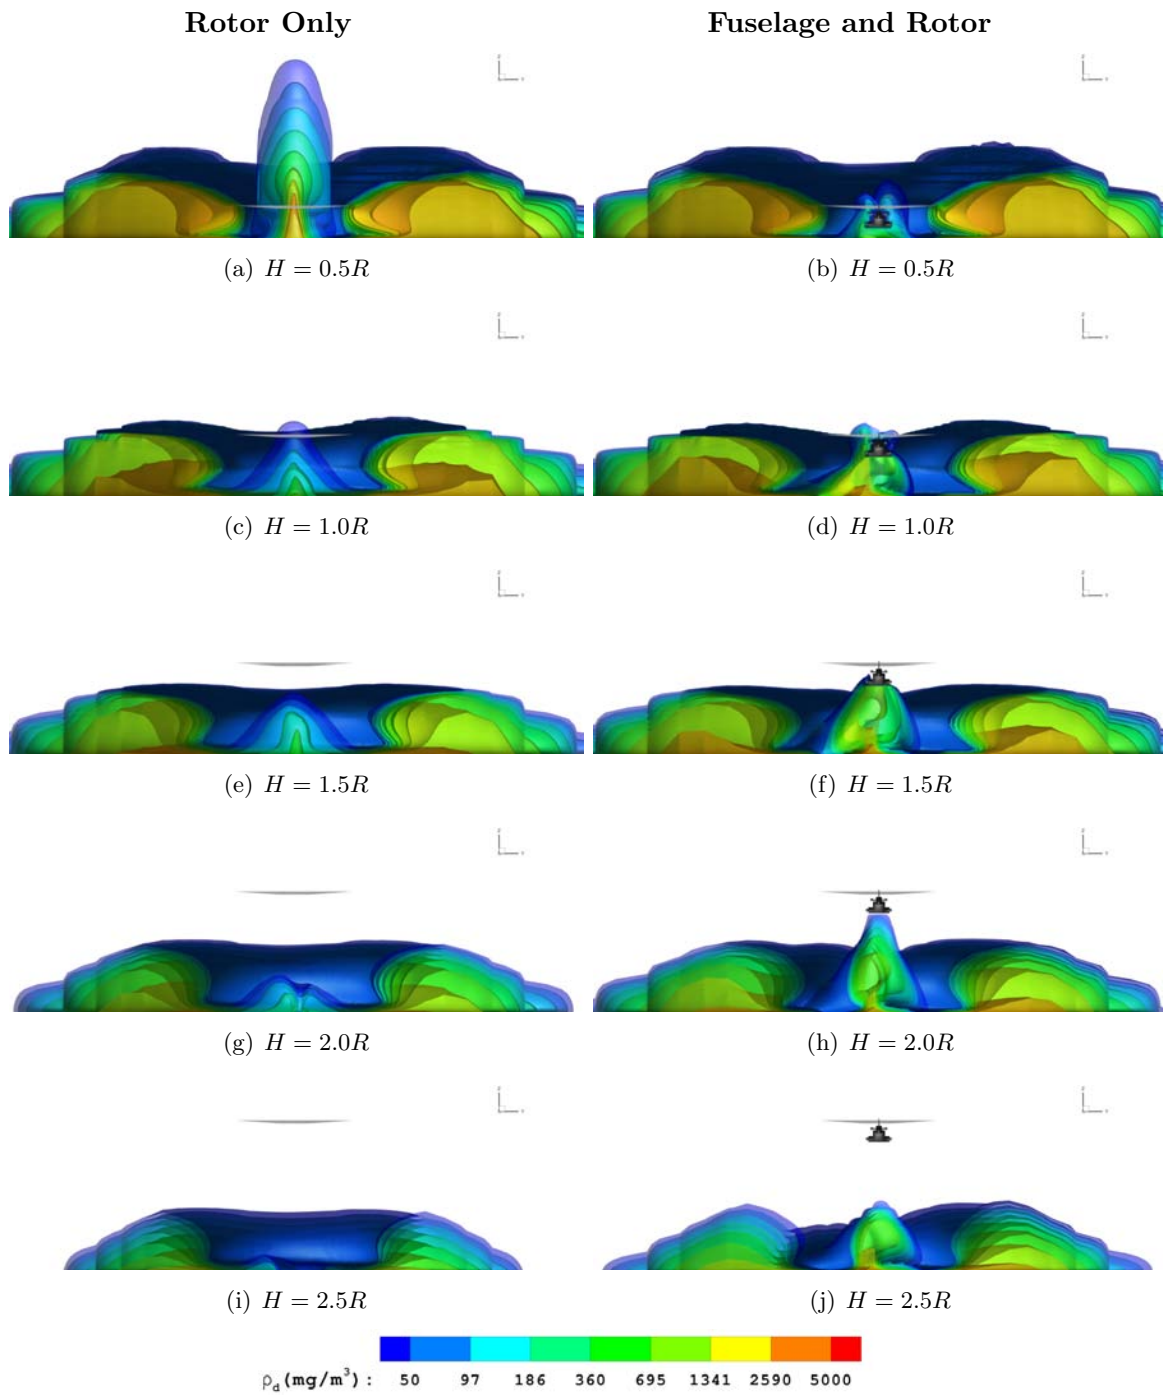 Rotor Only Fuselage and Rotor
(a) H = 0.5R (b) H = 0.5R
(c) H = 1.0R (d) H = 1.0R
(e) H = 1.5R (f) H = 1.5R
(g) H = 2.0R (h) H = 2.0R
(i) H = 2.5R (j) H = 2.5R
ρd(mg/m³): 50 97 186 360 695 1341 2590 5000